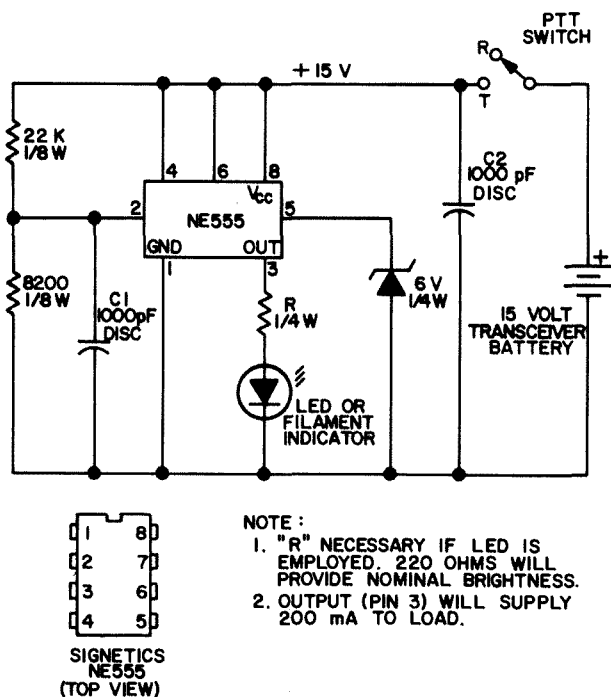 PTT
SWITCH
R
T
+ 15 V
22 K
1/8 W
4
6
8
VCC
2
NE555
5
GND
OUT
1
3
C2
1000 pF
DISC
8200
1/8 W
C1
1000pF
DISC
R
1/4 W
6 V
1/4W
+
15 VOLT
TRANSCEIVER
BATTERY
LED OR
FILAMENT
INDICATOR
1 8
2 7
3 6
4 5
SIGNETICS
NE555
(TOP VIEW)
NOTE :
1. "R" NECESSARY IF LED IS
EMPLOYED. 220 OHMS WILL
PROVIDE NOMINAL BRIGHTNESS.
2. OUTPUT (PIN 3) WILL SUPPLY
200 mA TO LOAD.